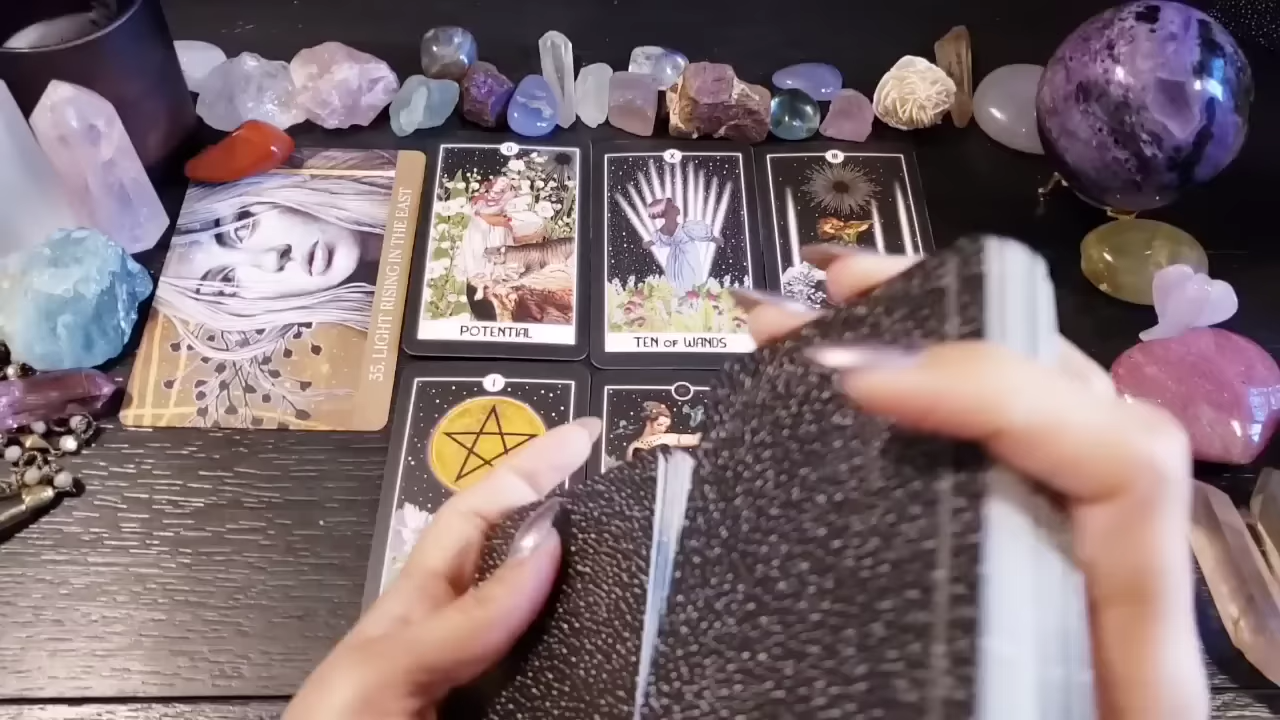 35. LIGHT RISING IN THE EAST
0
POTENTIAL
X
TEN OF WANDS
III
I